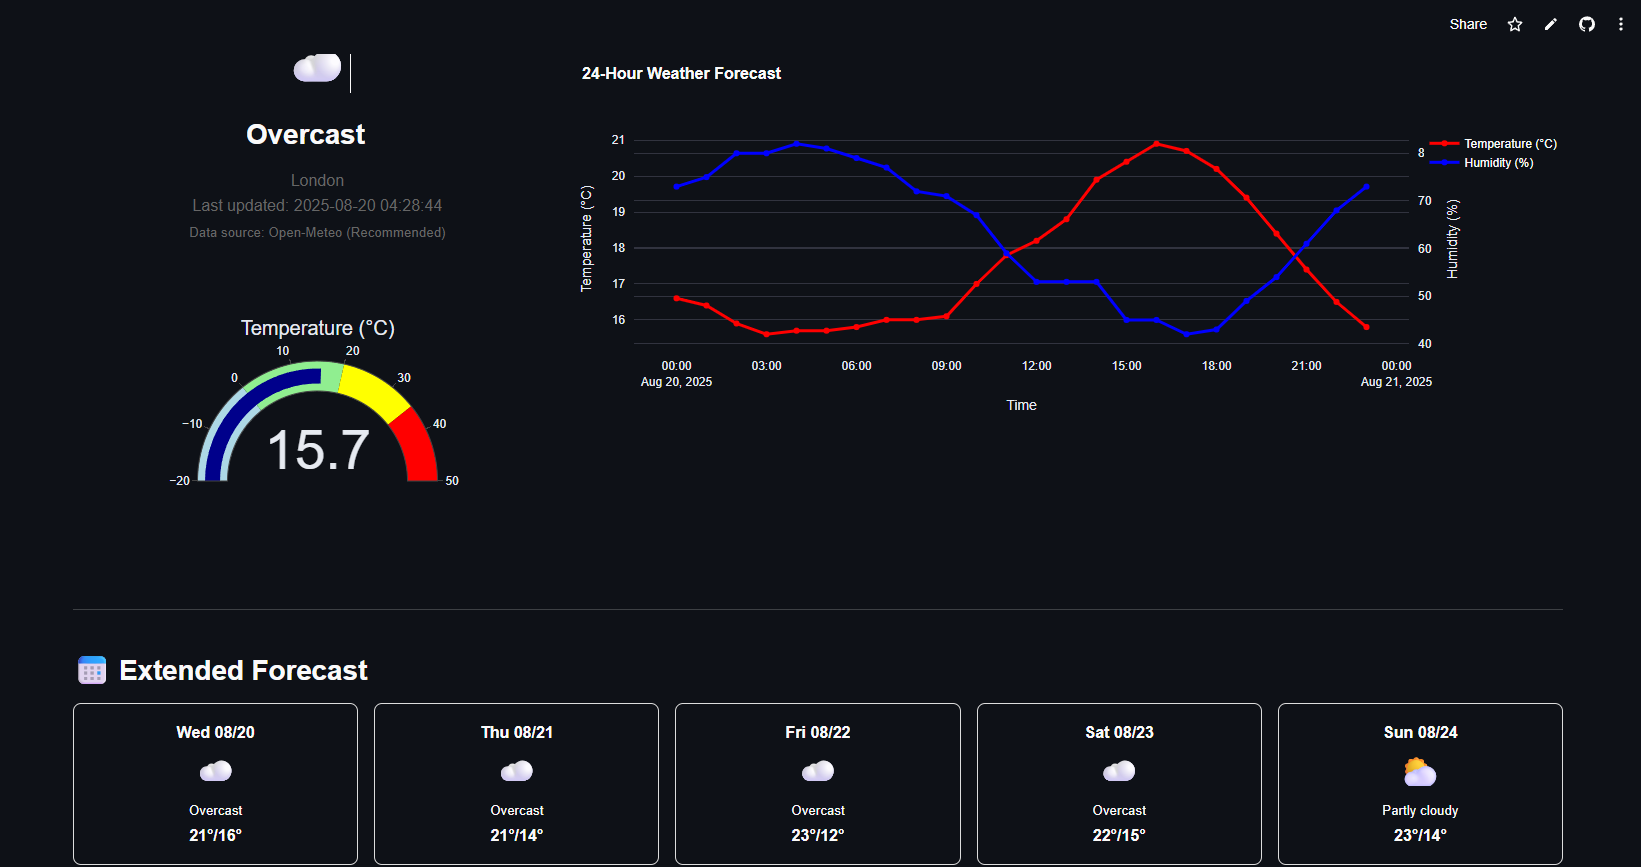 Share
Overcast
London
Last updated: 2025-08-20 04:28:44
Data source: Open-Meteo (Recommended)
Temperature (°C)
−20
−10
0
10
20
30
40
50
15.7
24-Hour Weather Forecast
Temperature (°C)
21
20
19
18
17
16
8
70
60
50
40
Humidity (%)
Temperature (°C)
Humidity (%)
00:00 03:00 06:00 09:00 12:00 15:00 18:00 21:00 00:00
Aug 20, 2025 Aug 21, 2025
Time
Extended Forecast
Wed 08/20
Overcast
21°/16°
Thu 08/21
Overcast
21°/14°
Fri 08/22
Overcast
23°/12°
Sat 08/23
Overcast
22°/15°
Sun 08/24
Partly cloudy
23°/14°